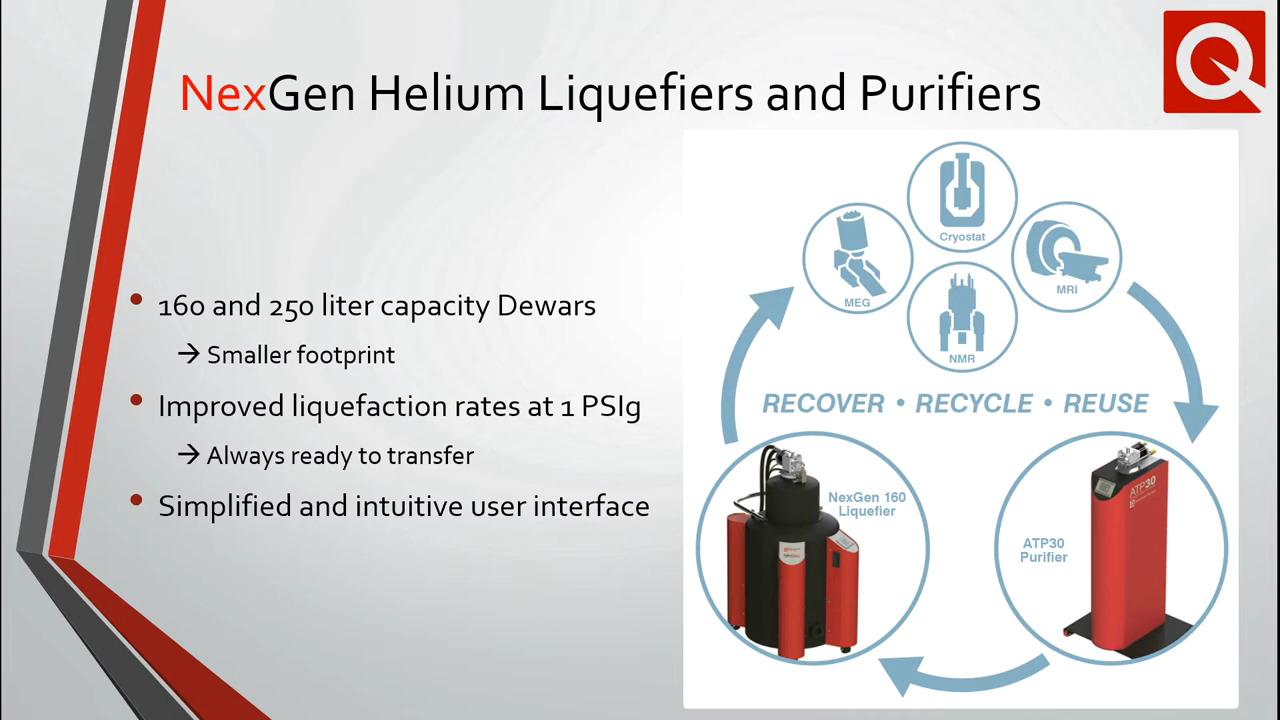 NexGen Helium Liquefiers and Purifiers
• 160 and 250 liter capacity Dewars
→ Smaller footprint
• Improved liquefaction rates at 1 PSIg
→ Always ready to transfer
• Simplified and intuitive user interface
Cryostat
MEG
MRI
NMR
RECOVER • RECYCLE • REUSE
NexGen 160
Liquefier
ATP30
Purifier
ATP30